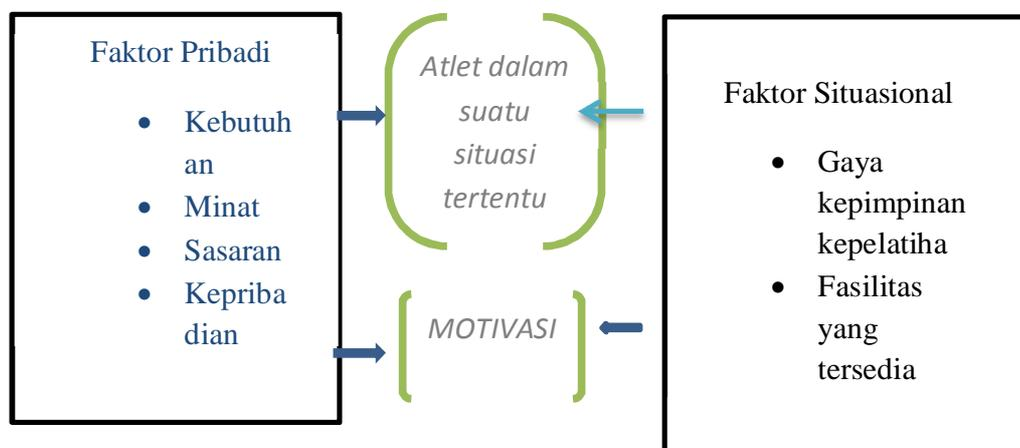 Faktor Pribadi
• Kebutuh
an
• Minat
• Sasaran
• Kepriba
dian
Atlet dalam
suatu
situasi
tertentu
MOTIVASI
Faktor Situasional
• Gaya
kepimpinan
kepelatiha
• Fasilitas
yang
tersedia